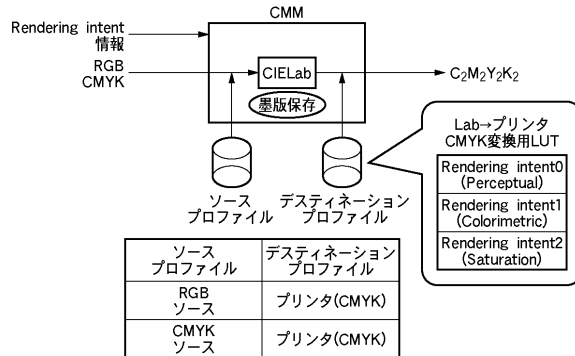 CMM
Rendering intent
情報
RGB
CMYK
CIELab
C₂M₂Y₂K₂
墨版保存
Lab→プリンタ
CMYK変換用LUT
Rendering intent0
(Perceptual)
Rendering intent1
(Colorimetric)
Rendering intent2
(Saturation)
ソース
プロファイル
デスティネーション
プロファイル
ソース
プロファイル
デスティネーション
プロファイル
RGB
ソース
プリンタ(CMYK)
CMYK
ソース
プリンタ(CMYK)